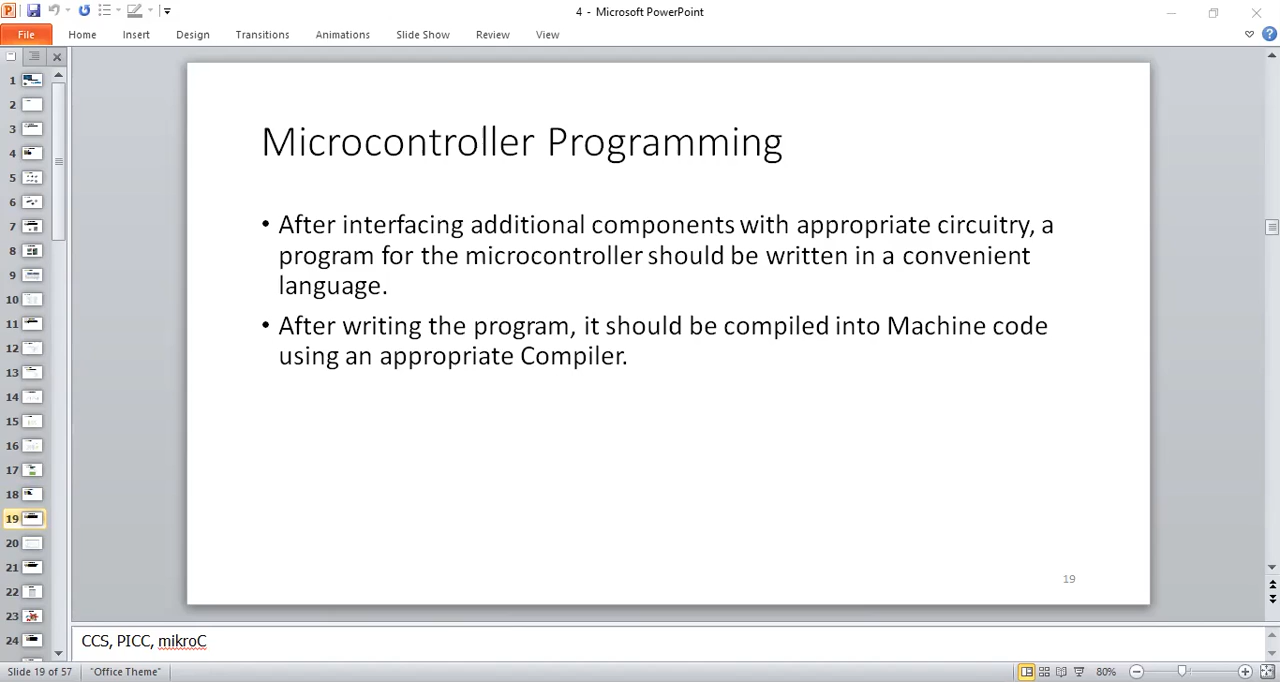 4 - Microsoft PowerPoint
File Home Insert Design Transitions Animations Slide Show Review View
1
2
3
4
5
6
7
8
9
10
11
12
13
14
15
16
17
18
19
20
21
22
23
24
Microcontroller Programming
• After interfacing additional components with appropriate circuitry, a
program for the microcontroller should be written in a convenient
language.
• After writing the program, it should be compiled into Machine code
using an appropriate Compiler.
19
CCS, PICC, mikroC
Slide 19 of 57 "Office Theme" 80%